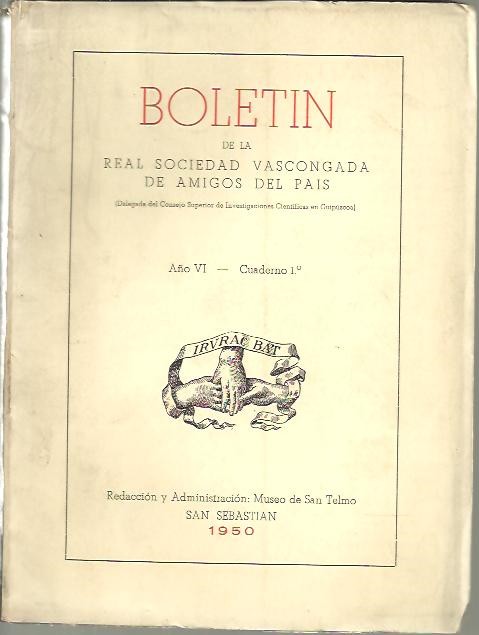 BOLETIN
DE LA
REAL SOCIEDAD VASCONGADA
DE AMIGOS DEL PAIS
(Delegada del Consejo Superior de Investigaciones Científicas en Guipúzcoa)
Año VI — Cuaderno 1.º
IRVRAC BAT
Redacción y Administración: Museo de San Telmo
SAN SEBASTIAN
1950